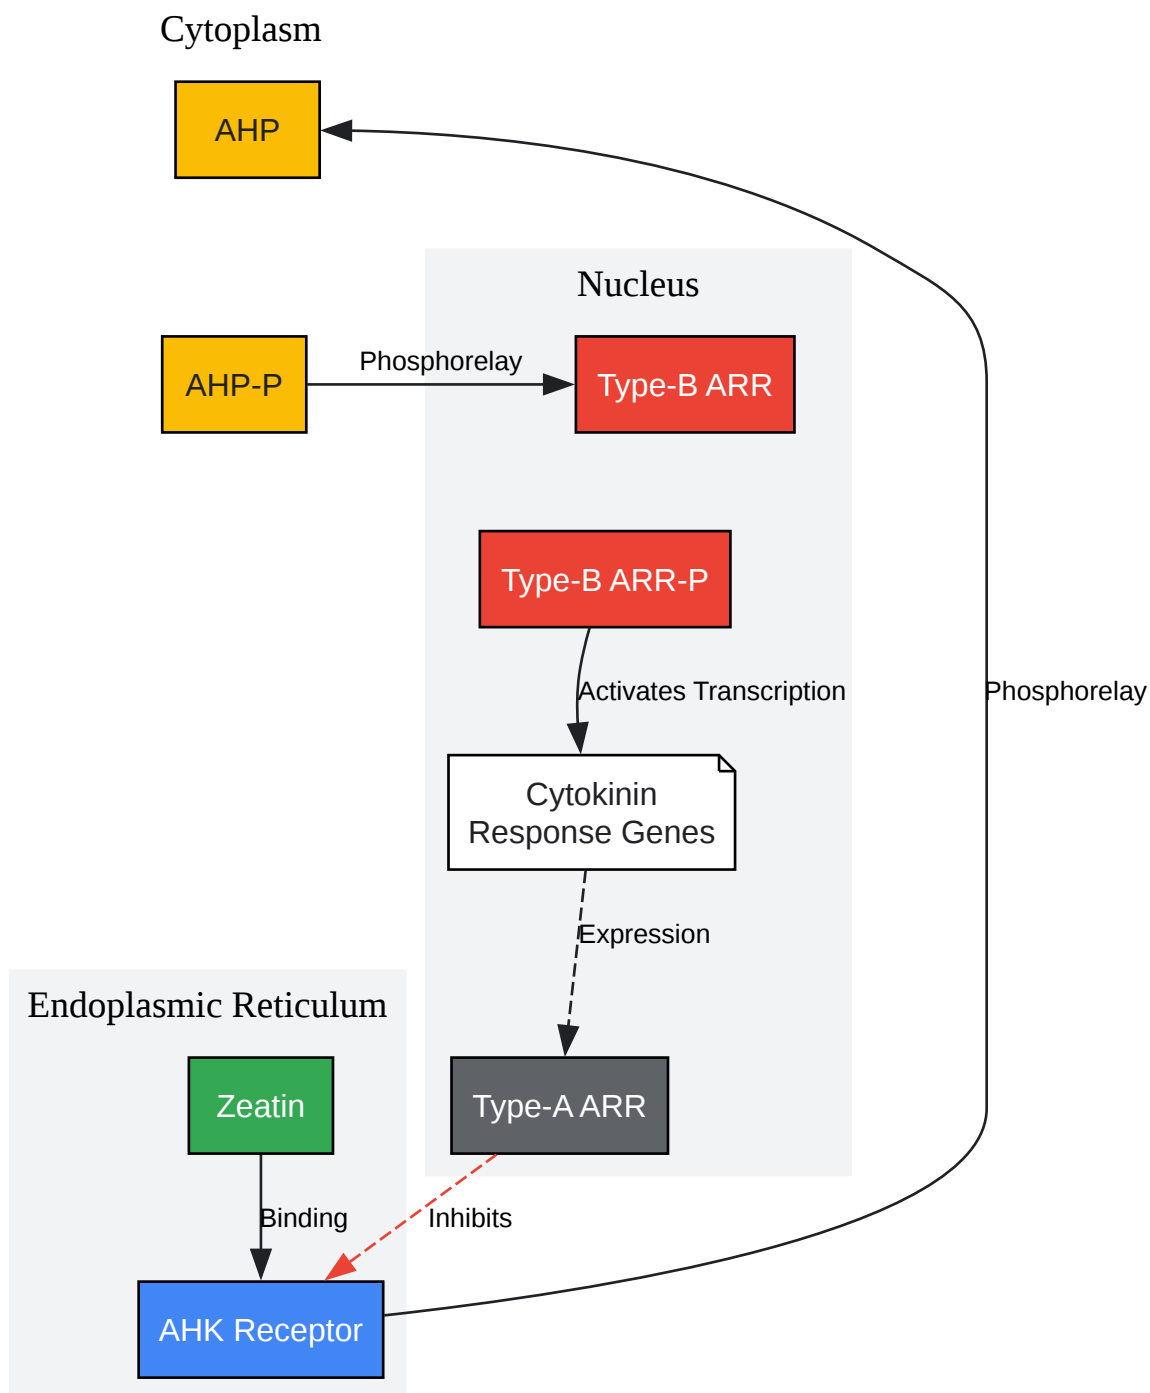 Cytoplasm
AHP
Nucleus
Phosphorelay
AHP-P
Type-B ARR
Type-B ARR-P
Activates Transcription
Phosphorelay
Cytokinin
Response Genes
Expression
Endoplasmic Reticulum
Zeatin
Type-A ARR
Binding
Inhibits
AHK Receptor